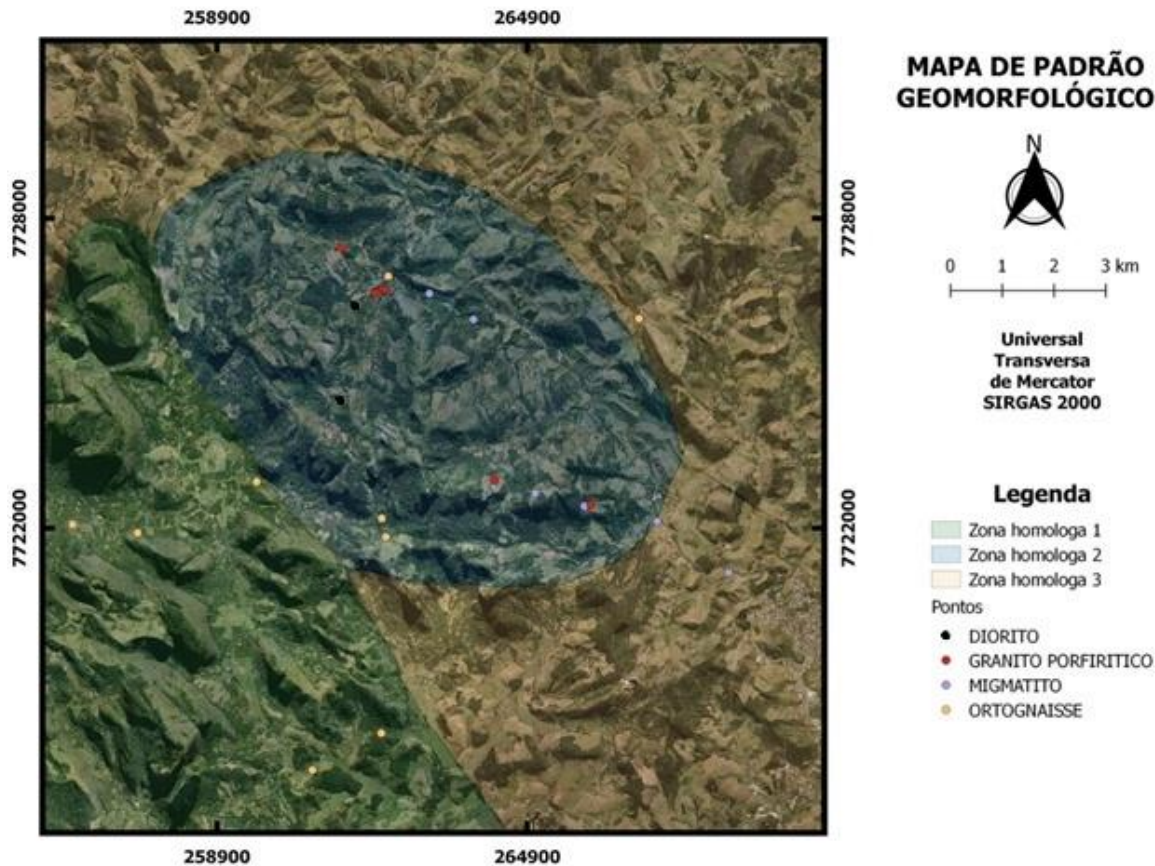 258900
264900
7728000
7722000
7728000
7722000
258900
264900
MAPA DE PADRÃO
GEOMORFOLÓGICO
N
0 1 2 3 km
Universal
Transversa
de Mercator
SIRGAS 2000
Legenda
Zona homologa 1
Zona homologa 2
Zona homologa 3
Pontos
DIORITO
GRANITO PORFIRITICO
MIGMATITO
ORTOGNAISSE